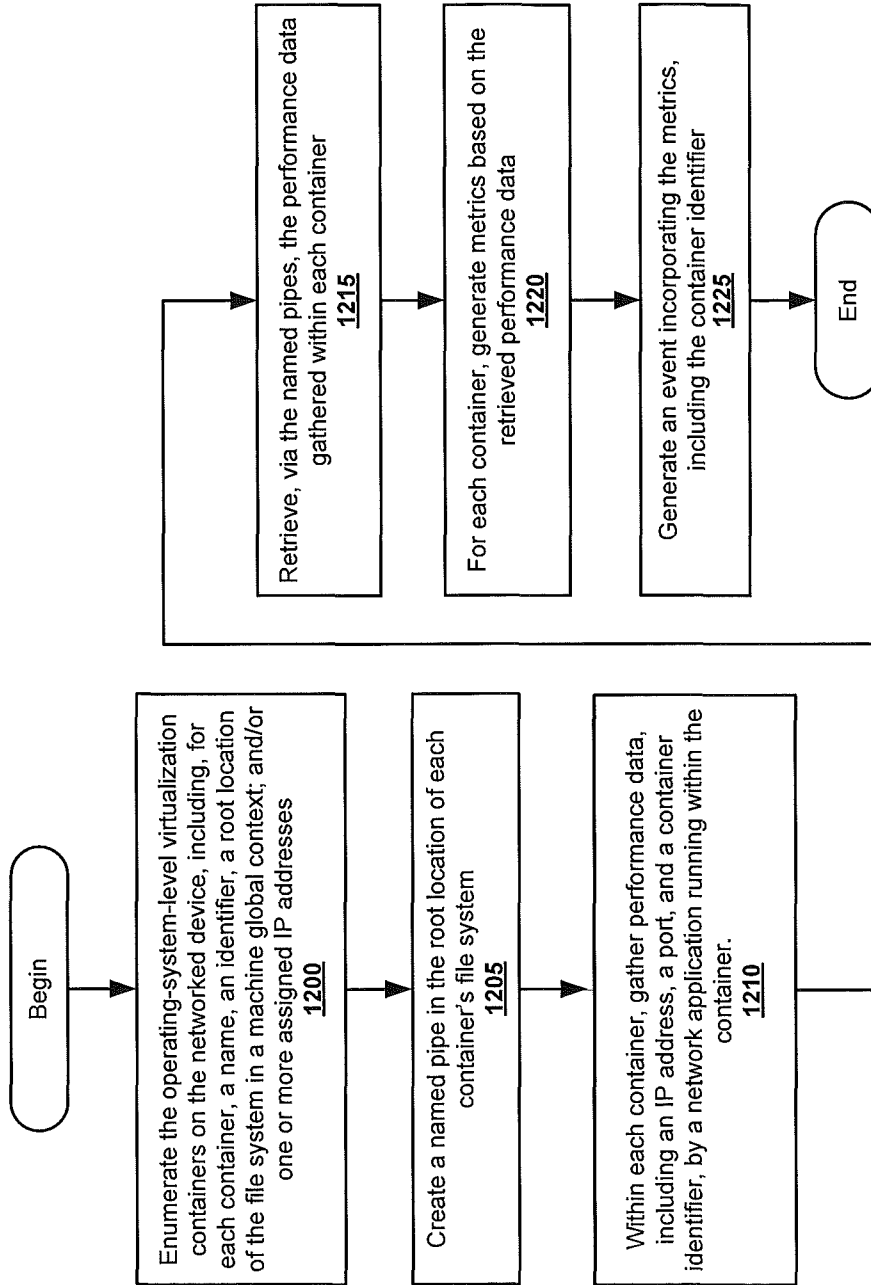 Begin
Enumerate the operating-system-level virtualization
containers on the networked device, including, for
each container, a name, an identifier, a root location
of the file system in a machine global context; and/or
one or more assigned IP addresses
1200
Create a named pipe in the root location of each
container's file system
1205
Within each container, gather performance data,
including an IP address, a port, and a container
identifier, by a network application running within the
container.
1210
Retrieve, via the named pipes, the performance data
gathered within each container
1215
For each container, generate metrics based on the
retrieved performance data
1220
Generate an event incorporating the metrics,
including the container identifier
1225
End